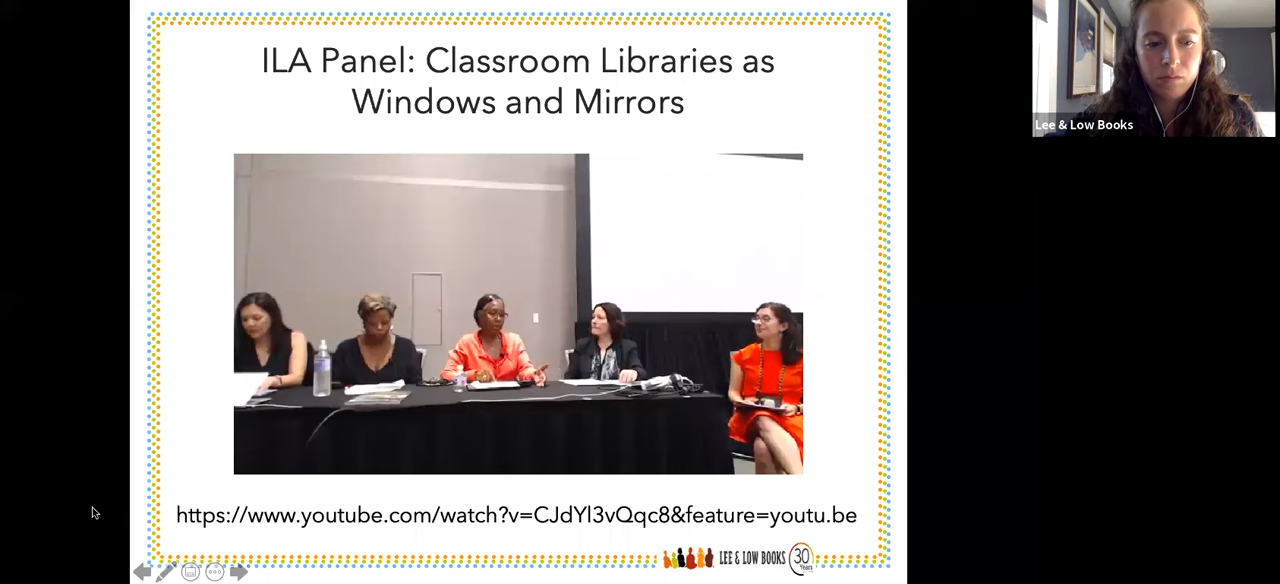 ILA Panel: Classroom Libraries as
Windows and Mirrors
Lee & Low Books
https://www.youtube.com/watch?v=CJdYl3vQqc8&feature=youtu.be
LEE & LOW BOOKS
30
Years